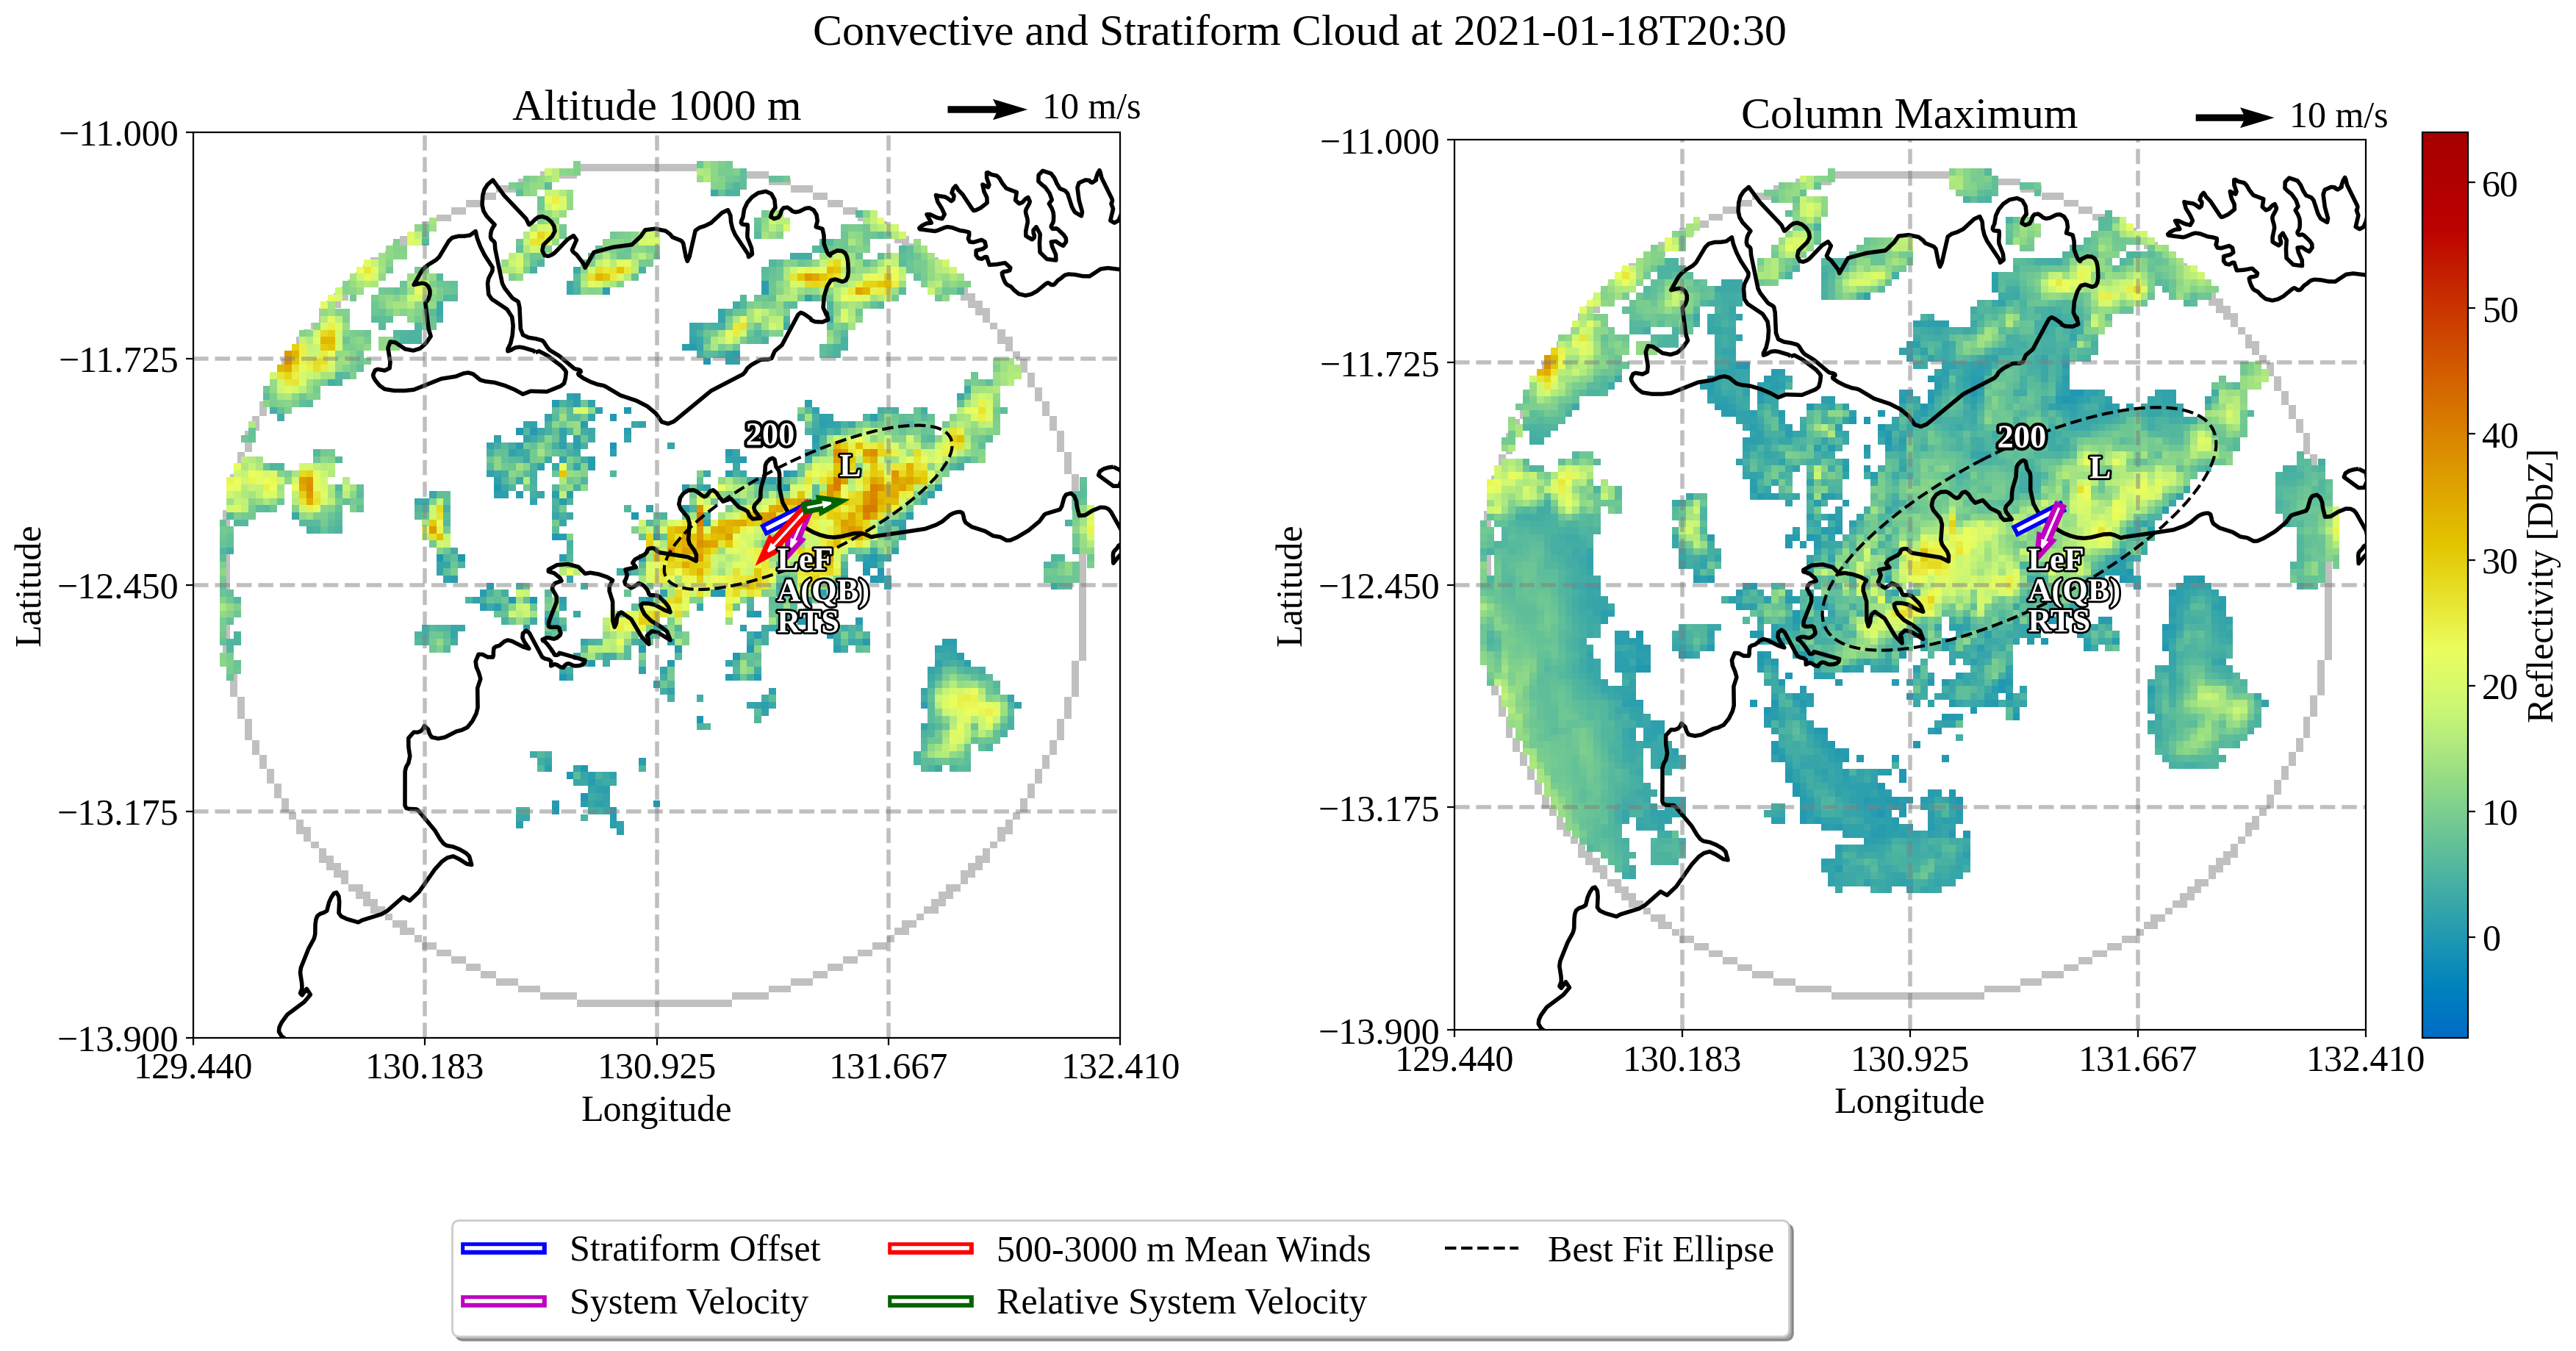 Convective and Stratiform Cloud at 2021-01-18T20:30
Altitude 1000 m
10 m/s
−11.000
−11.725
−12.450
−13.175
−13.900
129.440
130.183
130.925
131.667
132.410
Latitude
Longitude
200
L
LeF
A(QB)
RTS
Column Maximum
10 m/s
−11.000
−11.725
−12.450
−13.175
−13.900
129.440
130.183
130.925
131.667
132.410
Latitude
Longitude
200
L
LeF
A(QB)
RTS
60
50
40
30
20
10
0
Reflectivity [DbZ]
Stratiform Offset
500-3000 m Mean Winds
Best Fit Ellipse
System Velocity
Relative System Velocity